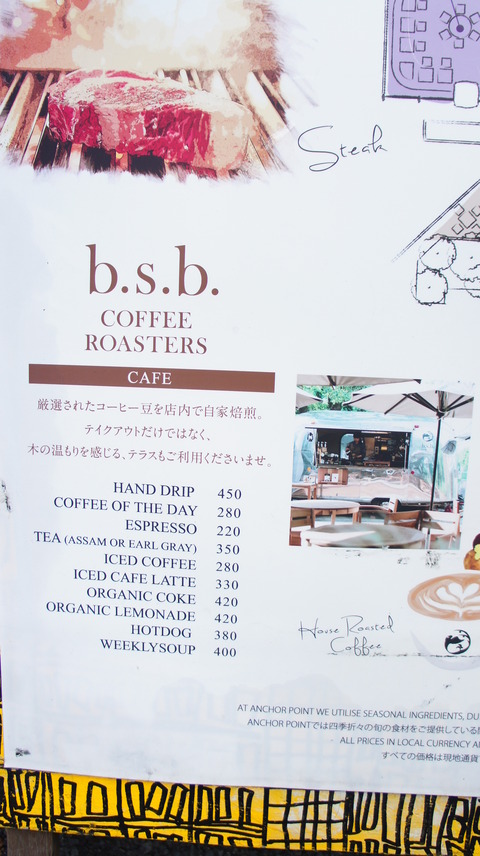 Steak
b.s.b.
COFFEE
ROASTERS
CAFE
厳選されたコーヒー豆を店内で自家焙煎。
テイクアウトだけではなく、
木の温もりを感じる、テラスもご利用くださいませ。
HAND DRIP 450
COFFEE OF THE DAY 280
ESPRESSO 220
TEA (ASSAM OR EARL GRAY) 350
ICED COFFEE 280
ICED CAFE LATTE 330
ORGANIC COKE 420
ORGANIC LEMONADE 420
HOTDOG 380
WEEKLYSOUP 400
House Roasted
Coffee
AT ANCHOR POINT WE UTILISE SEASONAL INGREDIENTS, DU
ANCHOR POINTでは四季折々の旬の食材をご提供している
ALL PRICES IN LOCAL CURRENCY A
すべての価格は現地通貨